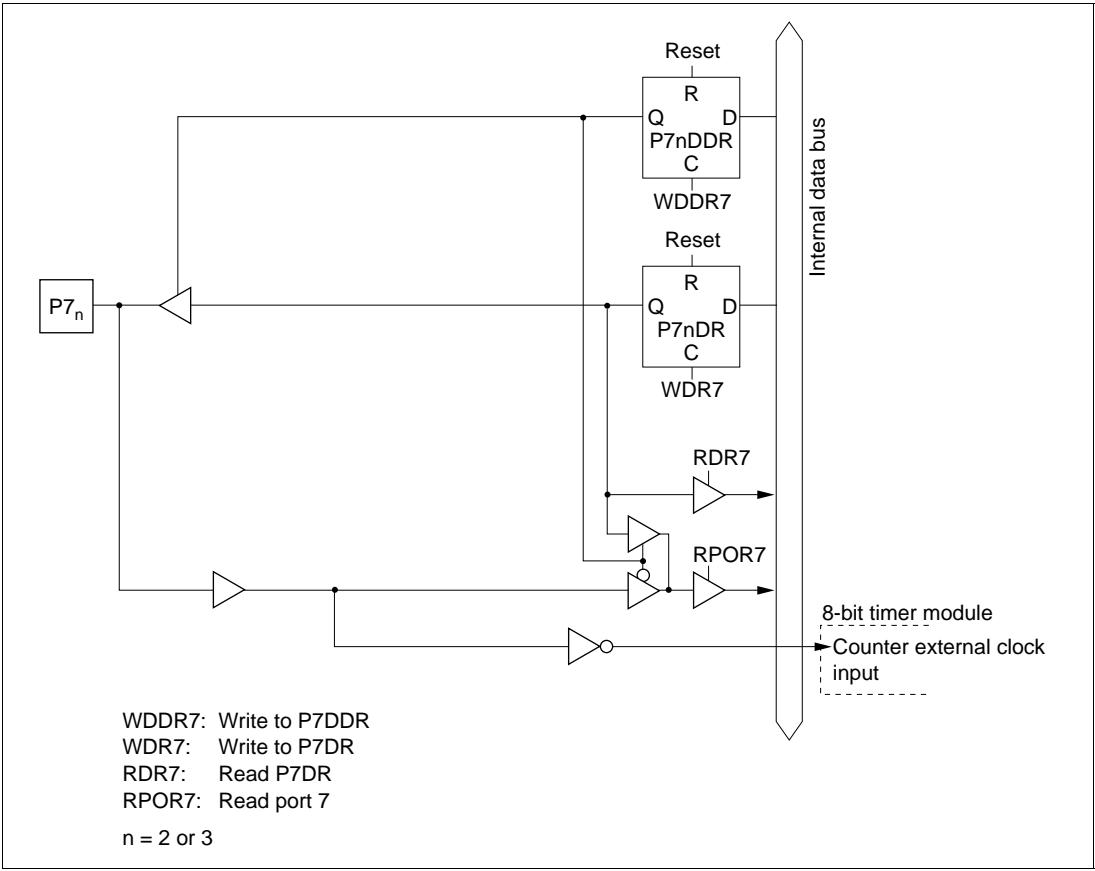 Reset
R
Q D
P7nDDR
C
WDDR7
Internal data bus
Reset
R
P7n
Q D
P7nDR
C
WDR7
RDR7
RPOR7
8-bit timer module
Counter external clock
input
WDDR7: Write to P7DDR
WDR7: Write to P7DR
RDR7: Read P7DR
RPOR7: Read port 7
n = 2 or 3